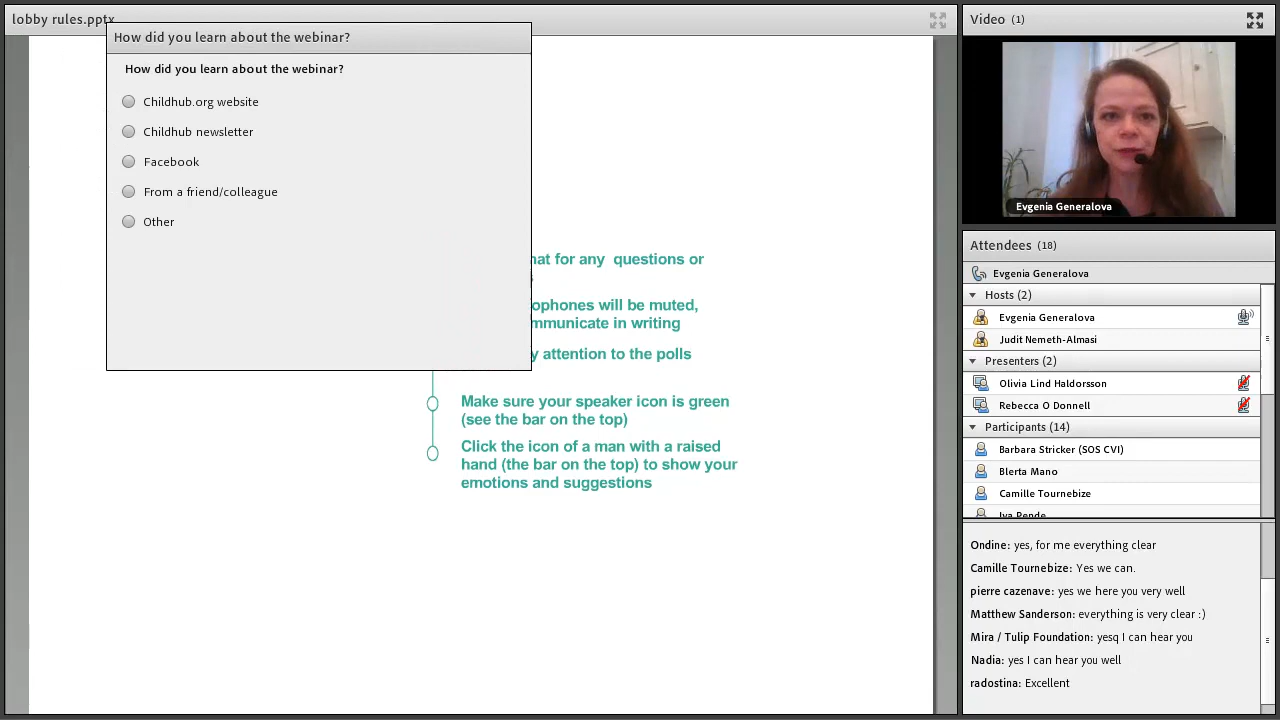 lobby rules.pptx
How did you learn about the webinar?
How did you learn about the webinar?
Childhub.org website
Childhub newsletter
Facebook
From a friend/colleague
Other
hat for any questions or
ophones will be muted,
mmunicate in writing
y attention to the polls
Make sure your speaker icon is green
(see the bar on the top)
Click the icon of a man with a raised
hand (the bar on the top) to show your
emotions and suggestions
Video (1)
Evgenia Generalova
Attendees (18)
Evgenia Generalova
Hosts (2)
Evgenia Generalova
Judit Nemeth-Almasi
Presenters (2)
Olivia Lind Haldorsson
Rebecca O Donnell
Participants (14)
Barbara Stricker (SOS CVI)
Blerta Mano
Camille Tournebize
Iva Pende
Ondine: yes, for me everything clear
Camille Tournebize: Yes we can.
pierre cazenave: yes we here you very well
Matthew Sanderson: everything is very clear :)
Mira / Tulip Foundation: yesq I can hear you
Nadia: yes I can hear you well
radostina: Excellent